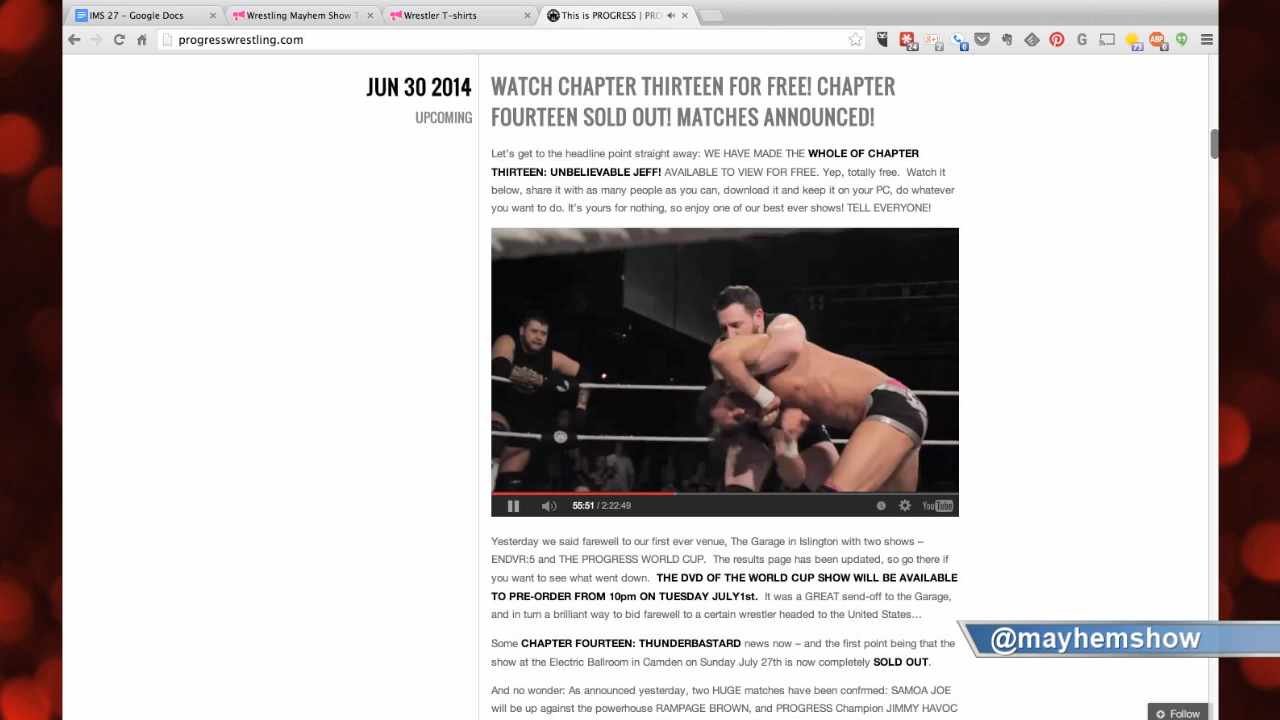 IMS 27 – Google Docs
Wrestling Mayhem Show T
Wrestler T-shirts
This is PROGRESS | PRO
progresswrestling.com
24
2
6
73
ABP
6
G
JUN 30 2014
UPCOMING
WATCH CHAPTER THIRTEEN FOR FREE! CHAPTER
FOURTEEN SOLD OUT! MATCHES ANNOUNCED!
Let's get to the headline point straight away: WE HAVE MADE THE WHOLE OF CHAPTER
THIRTEEN: UNBELIEVABLE JEFF! AVAILABLE TO VIEW FOR FREE. Yep, totally free. Watch it
below, share it with as many people as you can, download it and keep it on your PC, do whatever
you want to do. It's yours for nothing, so enjoy one of our best ever shows! TELL EVERYONE!
55:51 / 2:22:49
YouTube
Yesterday we said farewell to our first ever venue, The Garage in Islington with two shows –
ENDVR:5 and THE PROGRESS WORLD CUP. The results page has been updated, so go there if
you want to see what went down. THE DVD OF THE WORLD CUP SHOW WILL BE AVAILABLE
TO PRE-ORDER FROM 10pm ON TUESDAY JULY1st. It was a GREAT send-off to the Garage,
and in turn a brilliant way to bid farewell to a certain wrestler headed to the United States…
Some CHAPTER FOURTEEN: THUNDERBASTARD news now – and the first point being that the
show at the Electric Ballroom in Camden on Sunday July 27th is now completely SOLD OUT.
@mayhemshow
And no wonder: As announced yesterday, two HUGE matches have been confrmed: SAMOA JOE
will be up against the powerhouse RAMPAGE BROWN, and PROGRESS Champion JIMMY HAVOC
Follow